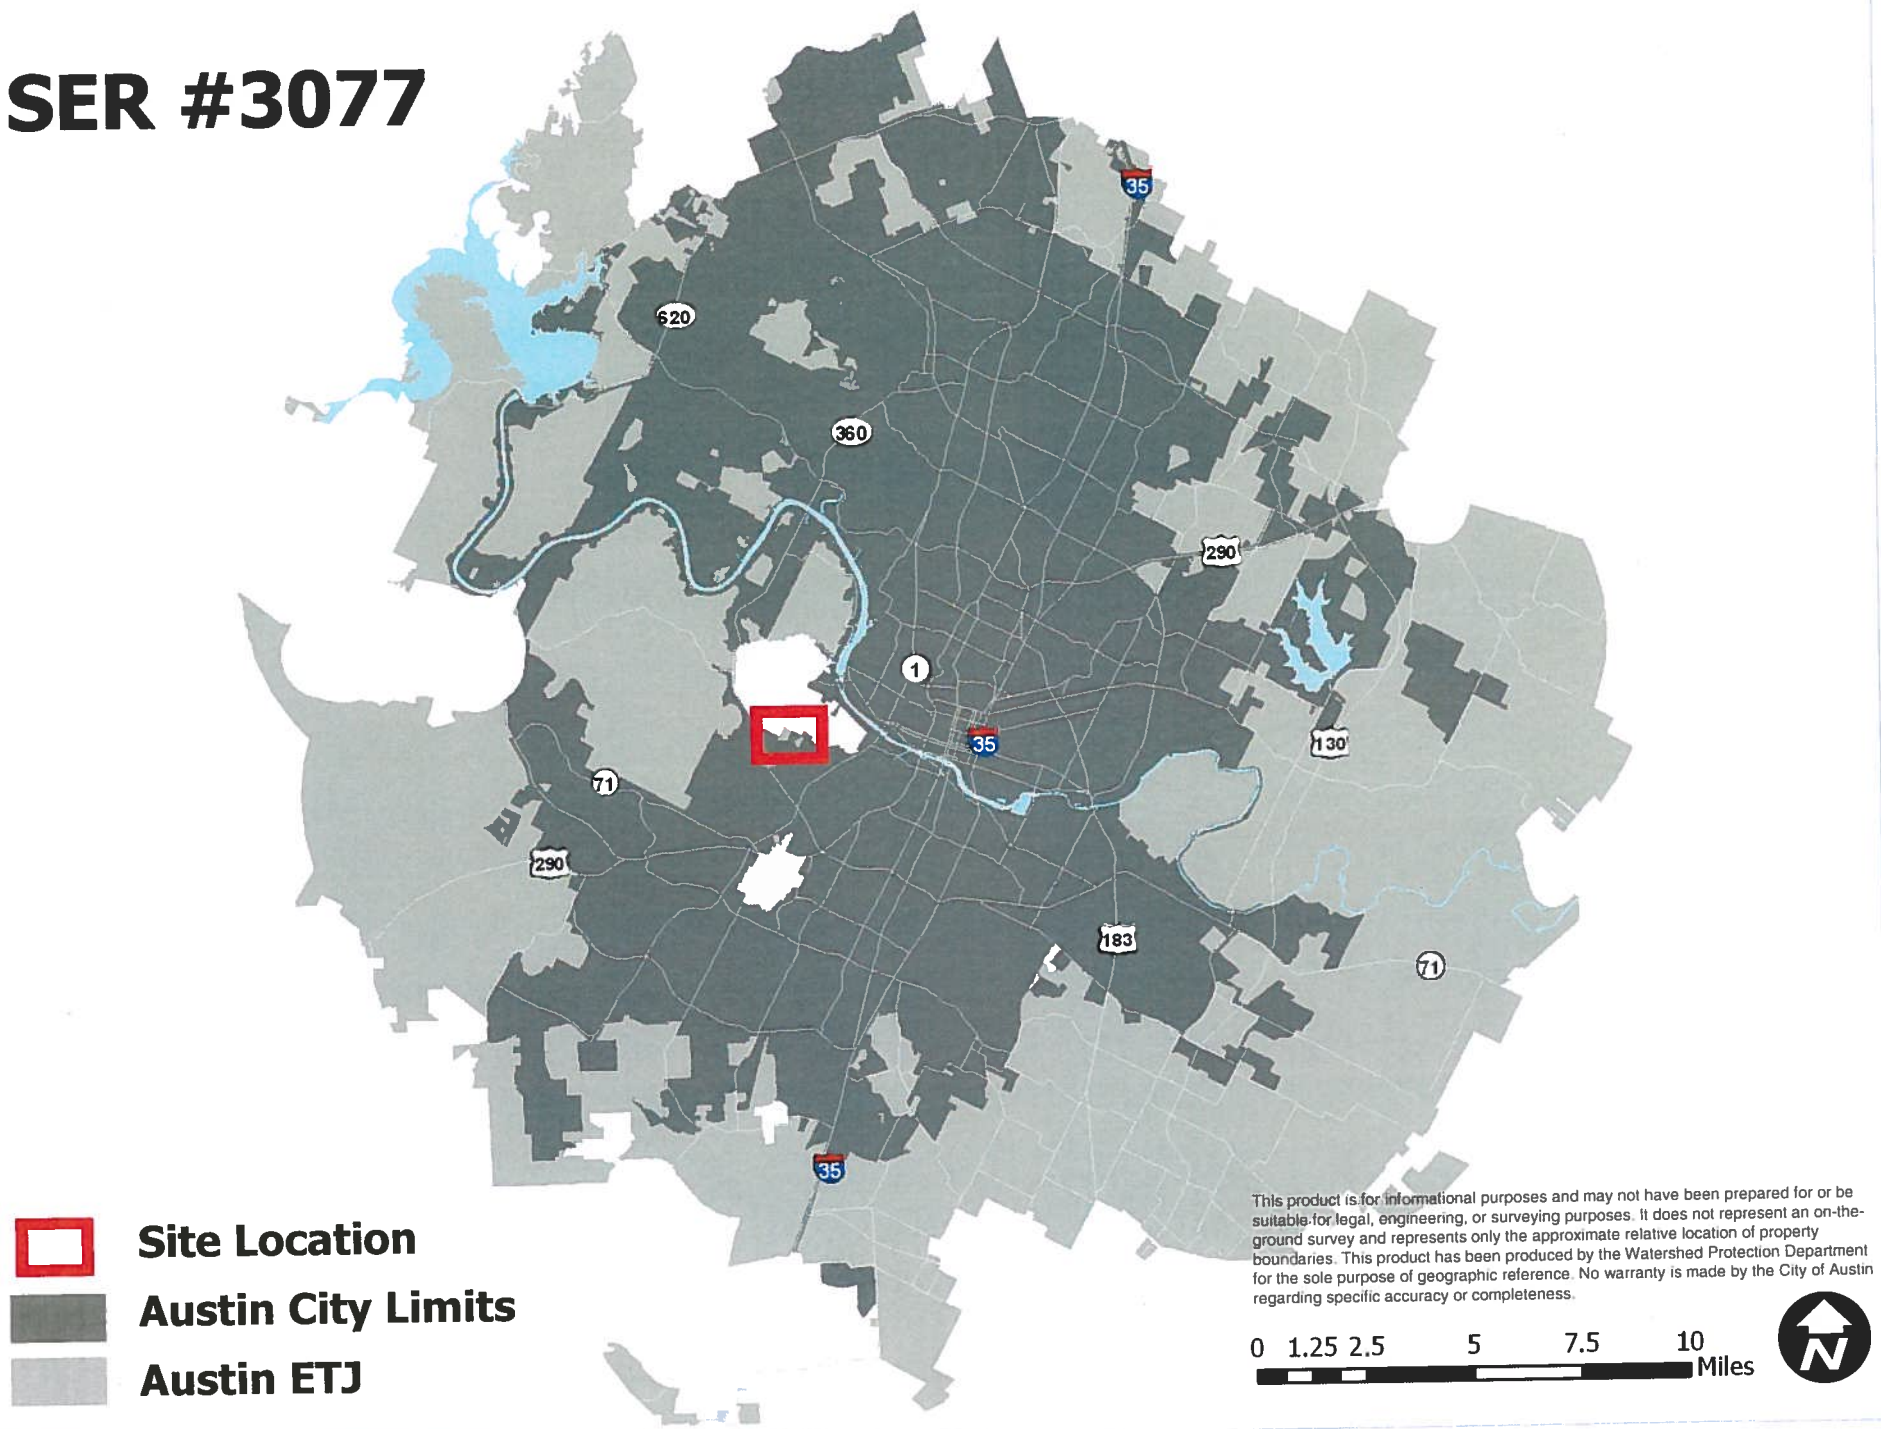 SER #3077
35
620
360
290
1
35
130
71
290
183
71
35
This product is for informational purposes and may not have been prepared for or be
suitable for legal, engineering, or surveying purposes. It does not represent an on-the-
ground survey and represents only the approximate relative location of property
boundaries. This product has been produced by the Watershed Protection Department
for the sole purpose of geographic reference. No warranty is made by the City of Austin
regarding specific accuracy or completeness.
Site Location
Austin City Limits
Austin ETJ
0 1.25 2.5 5 7.5 10
Miles
N